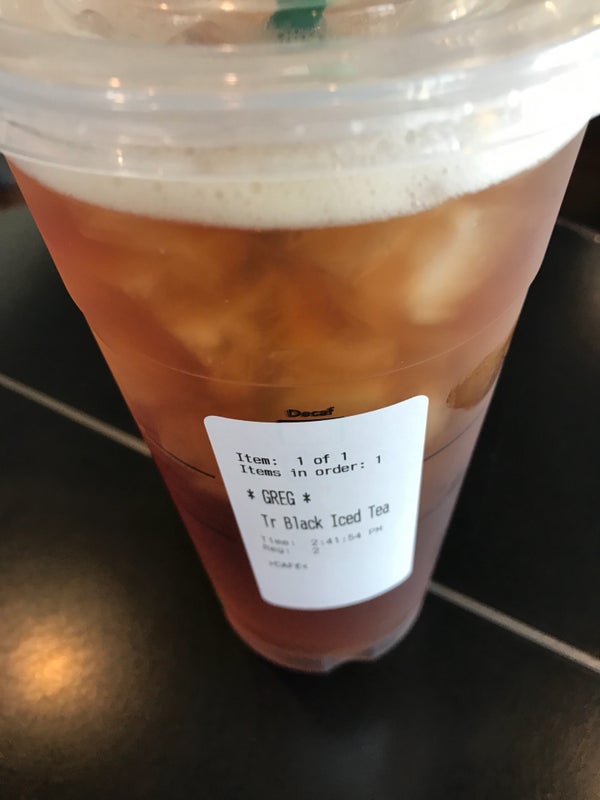 Decaf
Item: 1 of 1
Items in order: 1
* GREG *
Tr Black Iced Tea
Time: 2:41:54 PM
Reg: 2
>CAFE<